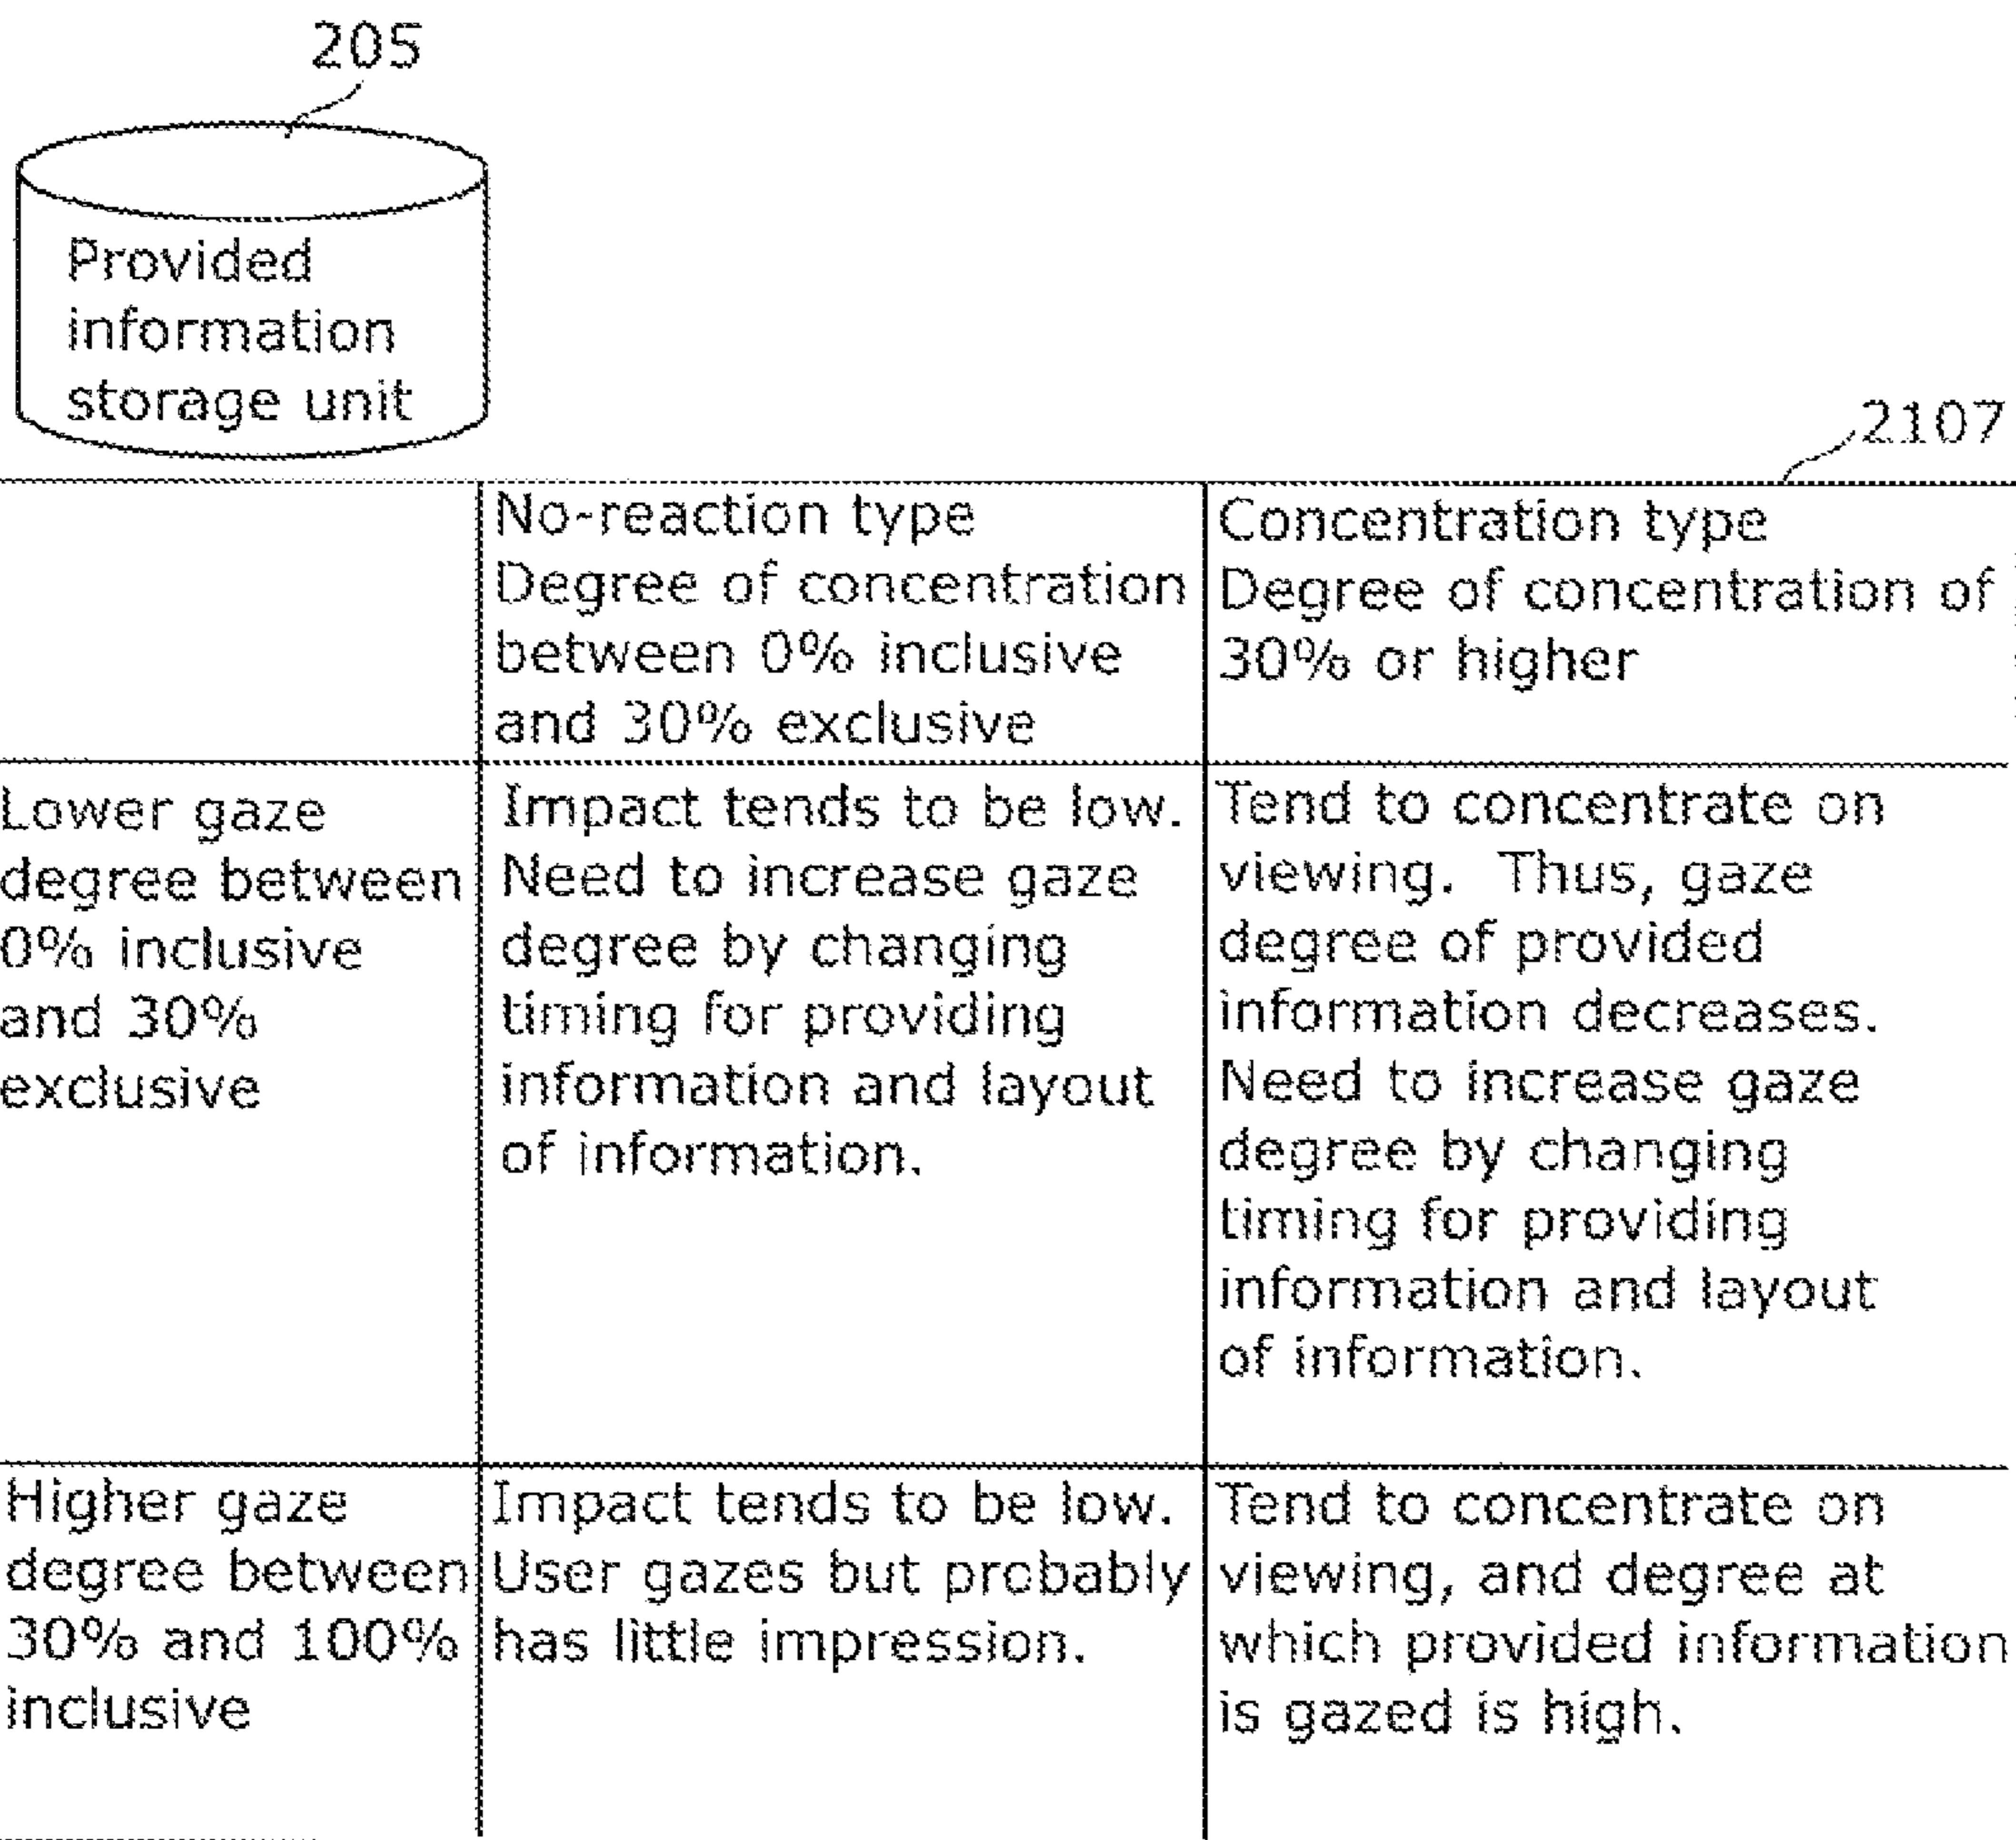 205
Provided
information
storage unit
2107
No-reaction type
Degree of concentration
between 0% inclusive
and 30% exclusive
Concentration type
Degree of concentration of
30% or higher
Lower gaze
degree between
0% inclusive
and 30%
exclusive
Impact tends to be low.
Need to increase gaze
degree by changing
timing for providing
information and layout
of information.
Tend to concentrate on
viewing. Thus, gaze
degree of provided
information decreases.
Need to increase gaze
degree by changing
timing for providing
information and layout
of information.
Higher gaze
degree between
30% and 100%
inclusive
Impact tends to be low.
User gazes but probably
has little impression.
Tend to concentrate on
viewing, and degree at
which provided information
is gazed is high.